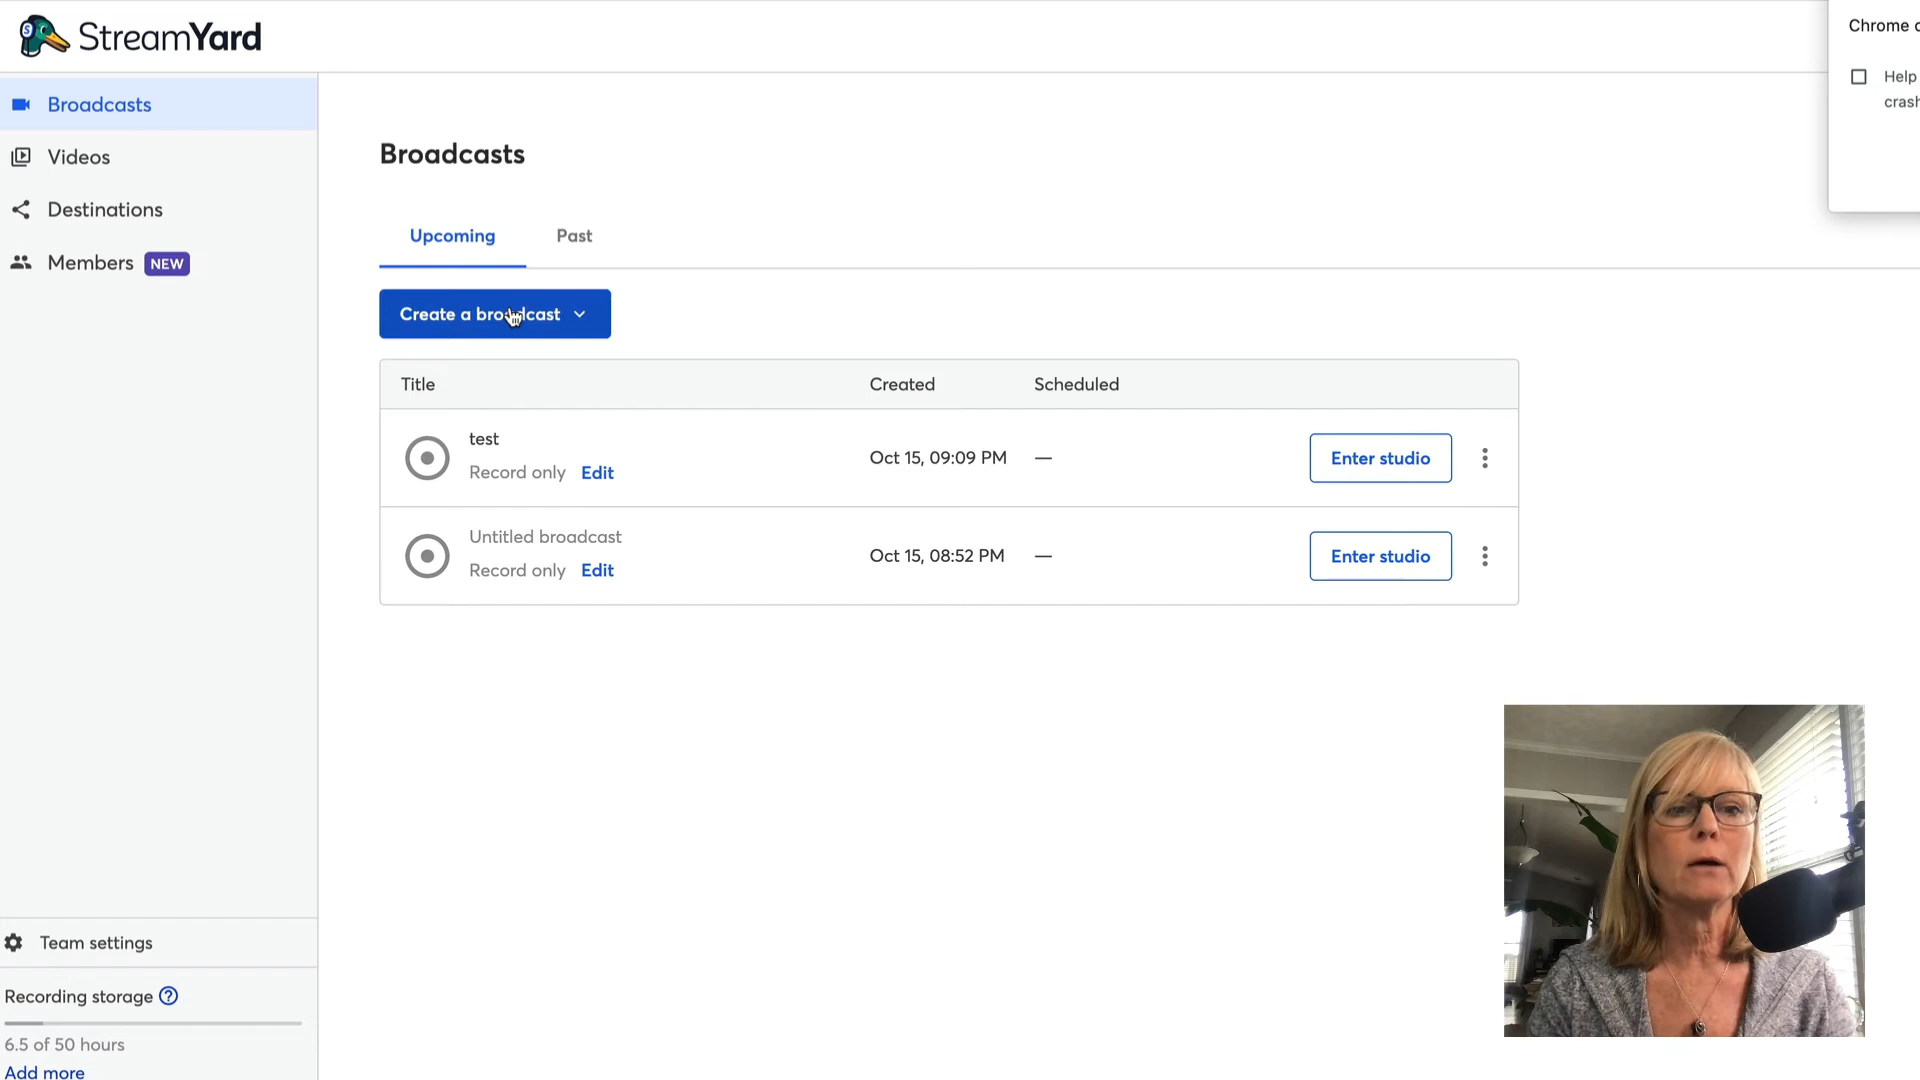 StreamYard
Chrome
Help
crash
Broadcasts
Videos
Destinations
Members NEW
Broadcasts
Upcoming Past
Create a broadcast
Title Created Scheduled
test
Record only Edit
Oct 15, 09:09 PM — Enter studio
Untitled broadcast
Record only Edit
Oct 15, 08:52 PM — Enter studio
Team settings
Recording storage ?
6.5 of 50 hours
Add more